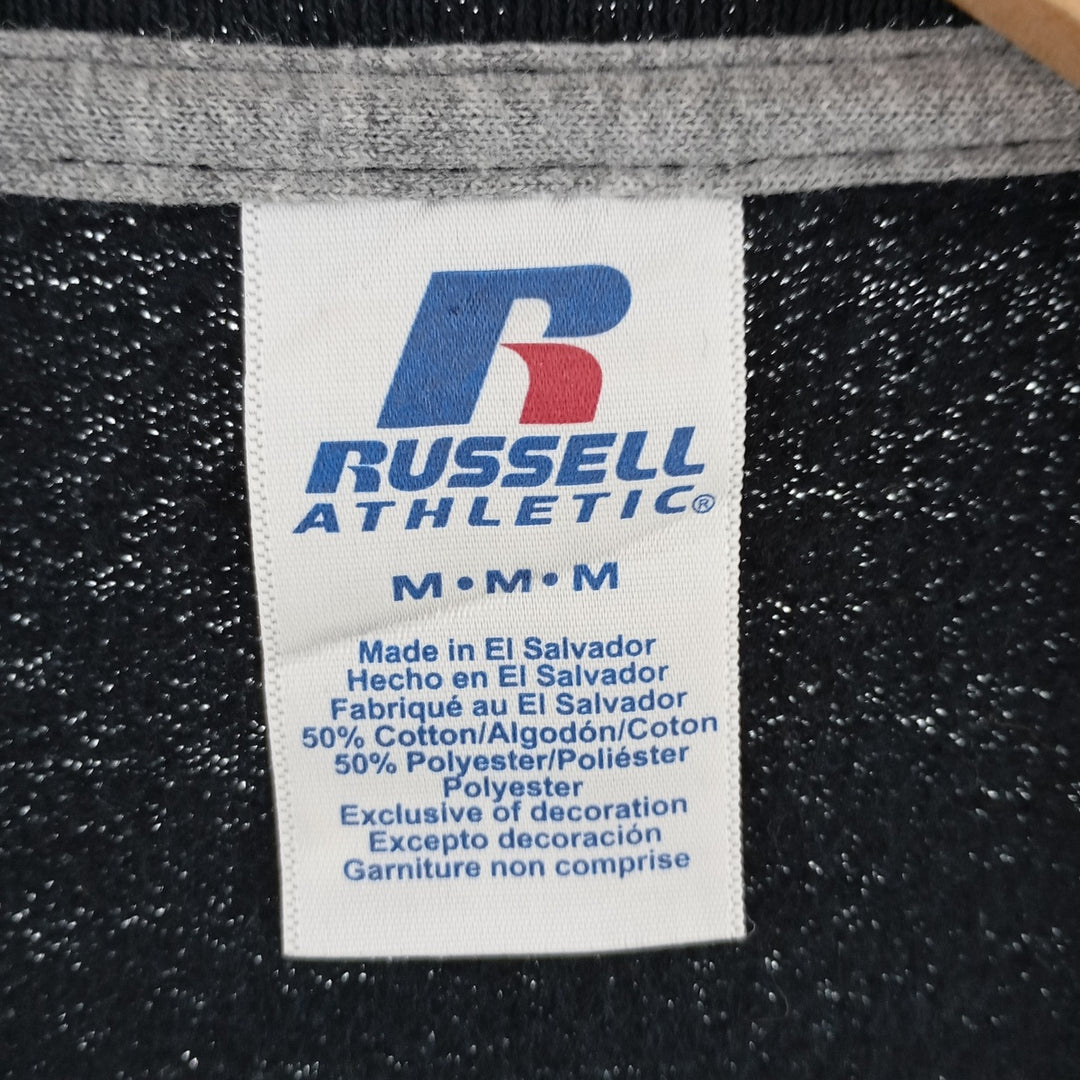 R
RUSSELL
ATHLETIC®
M•M•M
Made in El Salvador
Hecho en El Salvador
Fabriqué au El Salvador
50% Cotton/Algodón/Coton
50% Polyester/Poliéster
Polyester
Exclusive of decoration
Excepto decoración
Garniture non comprise